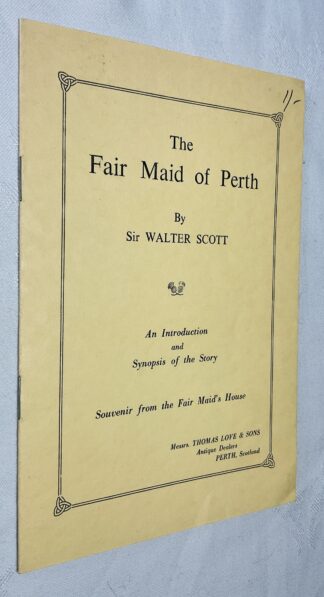 1/-
The
Fair Maid of Perth
By
Sir WALTER SCOTT
An Introduction
and
Synopsis of the Story
Souvenir from the Fair Maid's House
Messrs. THOMAS LOVE & SONS
Antique Dealers
PERTH, Scotland